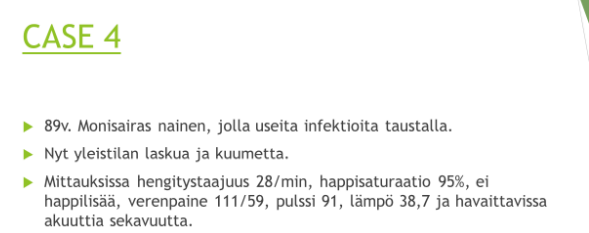 CASE 4
89v. Monisairas nainen, jolla useita infektioita taustalla.
Nyt yleistilan laskua ja kuumetta.
Mittauksissa hengitystaajuus 28/min, happisaturaatio 95%, ei
happilisää, verenpaine 111/59, pulssi 91, lämpö 38,7 ja havaittavissa
akuuttia sekavuutta.